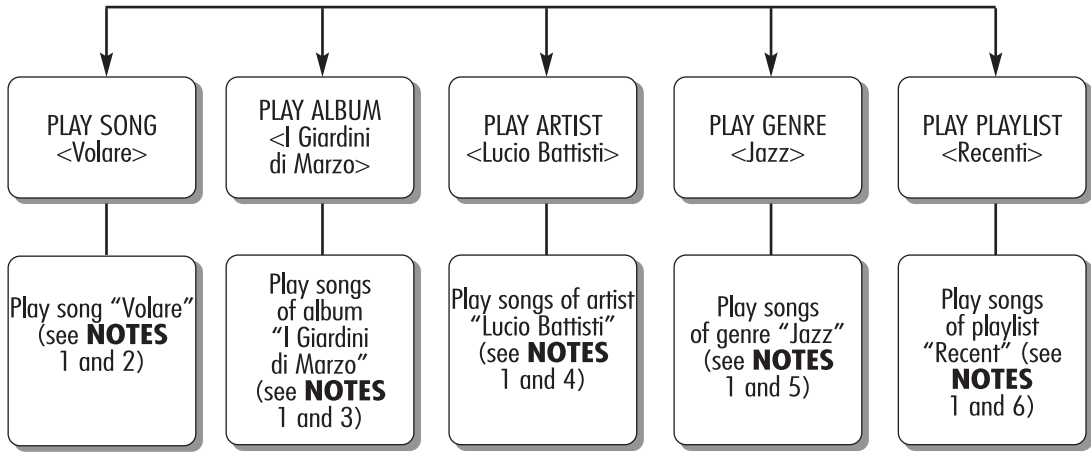 PLAY SONG
<Volare>
PLAY ALBUM
<I Giardini
di Marzo>
PLAY ARTIST
<Lucio Battisti>
PLAY GENRE
<Jazz>
PLAY PLAYLIST
<Recenti>
Play song “Volare”
(see NOTES
1 and 2)
Play songs
of album
“I Giardini
di Marzo”
(see NOTES
1 and 3)
Play songs of artist
“Lucio Battisti”
(see NOTES
1 and 4)
Play songs
of genre “Jazz”
(see NOTES
1 and 5)
Play songs
of playlist
“Recent” (see
NOTES
1 and 6)